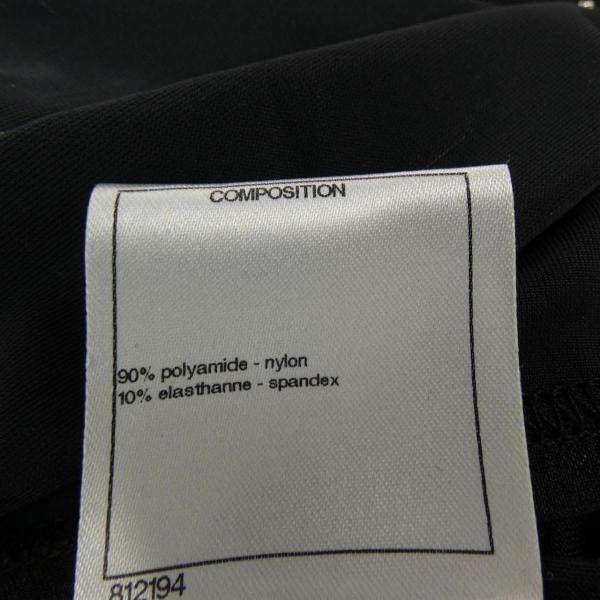 COMPOSITION
90% polyamide - nylon
10% elasthanne - spandex
812194